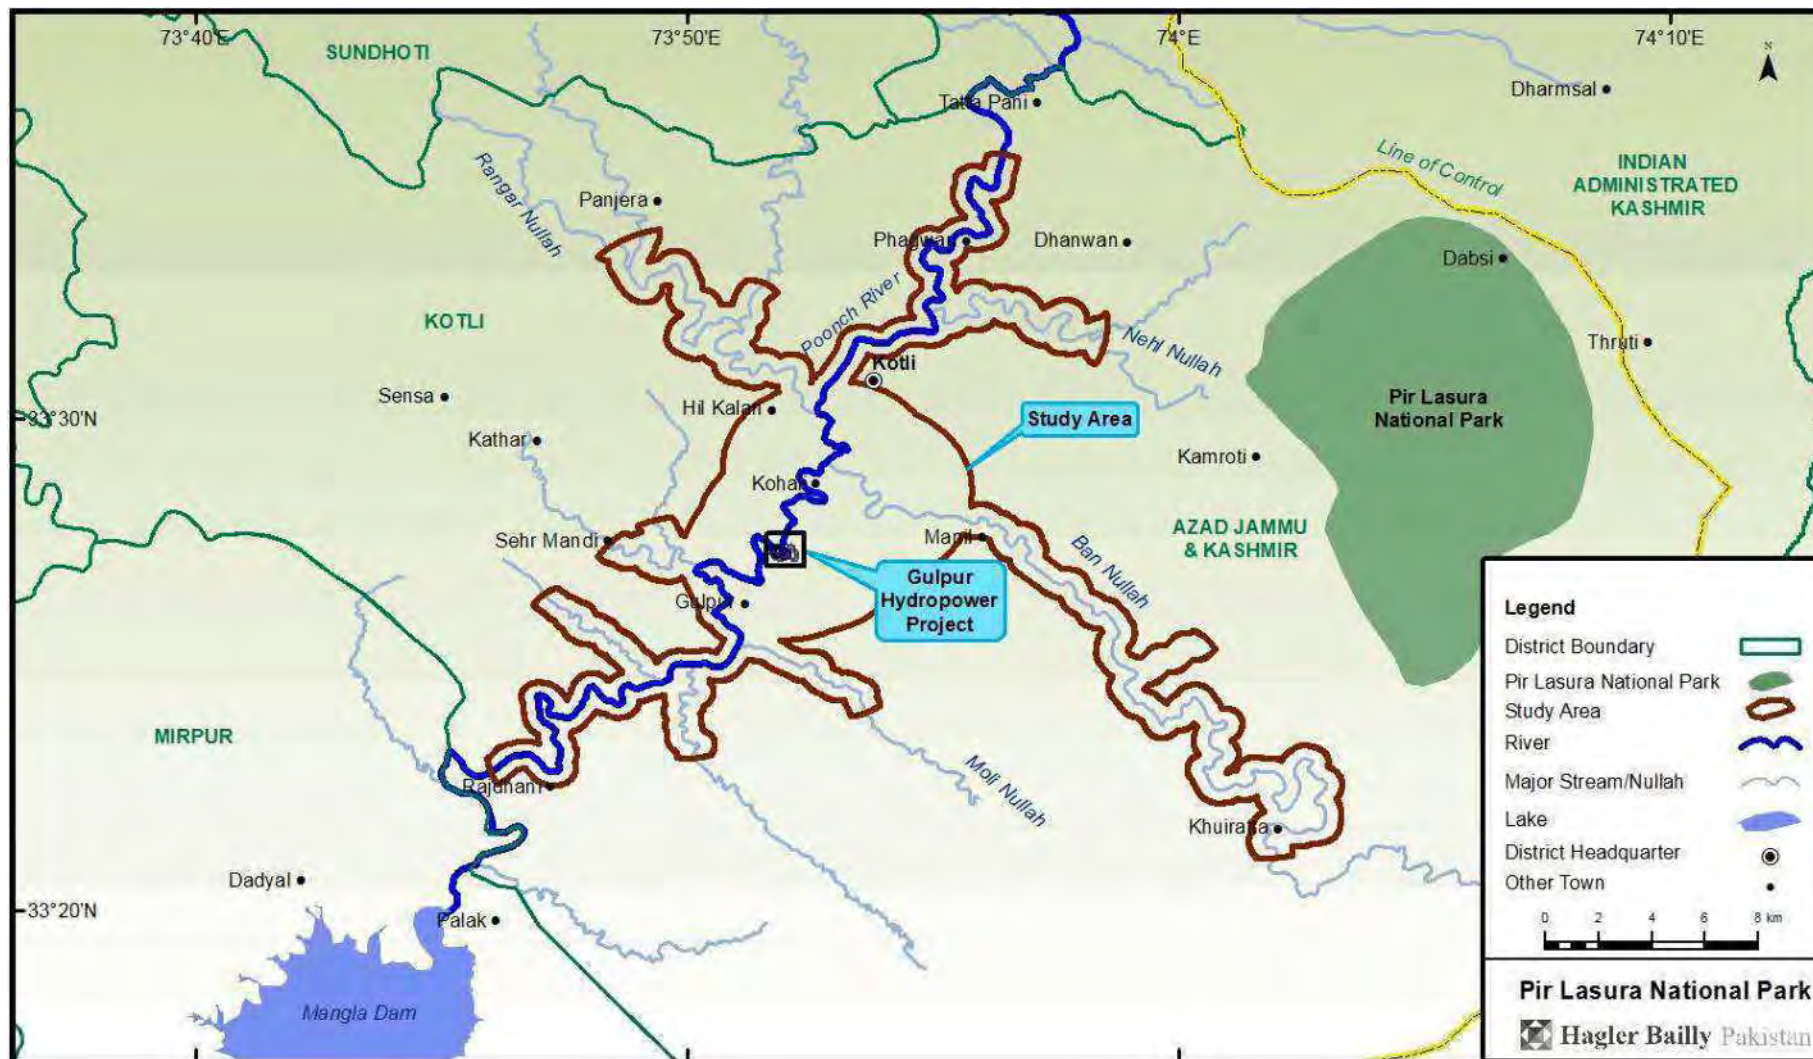 73°40'E
73°50'E
74°E
74°10'E
N
SUNDHOTI
Tatta Pani
Dharmsal
Line of Control
INDIAN
ADMINISTRATED
KASHMIR
Rangar Nullah
Panjera
Phagwari
Dhanwan
Dabsi
KOTLI
Poonch River
Nehl Nullah
Thruti
Kotli
Sensa
Hil Kalan
Pir Lasura
National Park
33°30'N
Study Area
Kathar
Kamroti
Kohar
Sehr Mandi
Manil
AZAD JAMMU
& KASHMIR
Ban Nullah
Gulpur
Hydropower
Project
Gulpur
MIRPUR
Rajdhani
Moli Nullah
Khuiratta
Dadyal
33°20'N
Palak
Mangla Dam
Legend
District Boundary
Pir Lasura National Park
Study Area
River
Major Stream/Nullah
Lake
District Headquarter
Other Town
0 2 4 6 8 km
Pir Lasura National Park
Hagler Bailly Pakistan